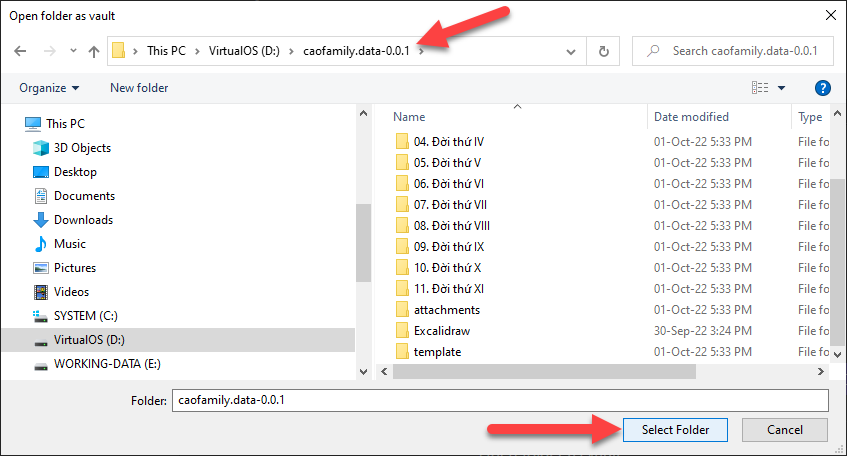 Open folder as vault
This PC > VirtualOS (D:) > caofamily.data-0.0.1 >
Search caofamily.data-0.0.1
Organize
New folder
?
This PC
3D Objects
Desktop
Documents
Downloads
Music
Pictures
Videos
SYSTEM (C:)
VirtualOS (D:)
WORKING-DATA (E:)
Name Date modified Type
04. Đời thứ IV 01-Oct-22 5:33 PM File fo
05. Đời thứ V 01-Oct-22 5:33 PM File fo
06. Đời thứ VI 01-Oct-22 5:33 PM File fo
07. Đời thứ VII 01-Oct-22 5:33 PM File fo
08. Đời thứ VIII 01-Oct-22 5:33 PM File fo
09. Đời thứ IX 01-Oct-22 5:33 PM File fo
10. Đời thứ X 01-Oct-22 5:33 PM File fo
11. Đời thứ XI 01-Oct-22 5:33 PM File fo
attachments 01-Oct-22 5:33 PM File fo
Excalidraw 30-Sep-22 3:24 PM File fo
template 01-Oct-22 5:33 PM File fo
Folder: caofamily.data-0.0.1
Select Folder
Cancel